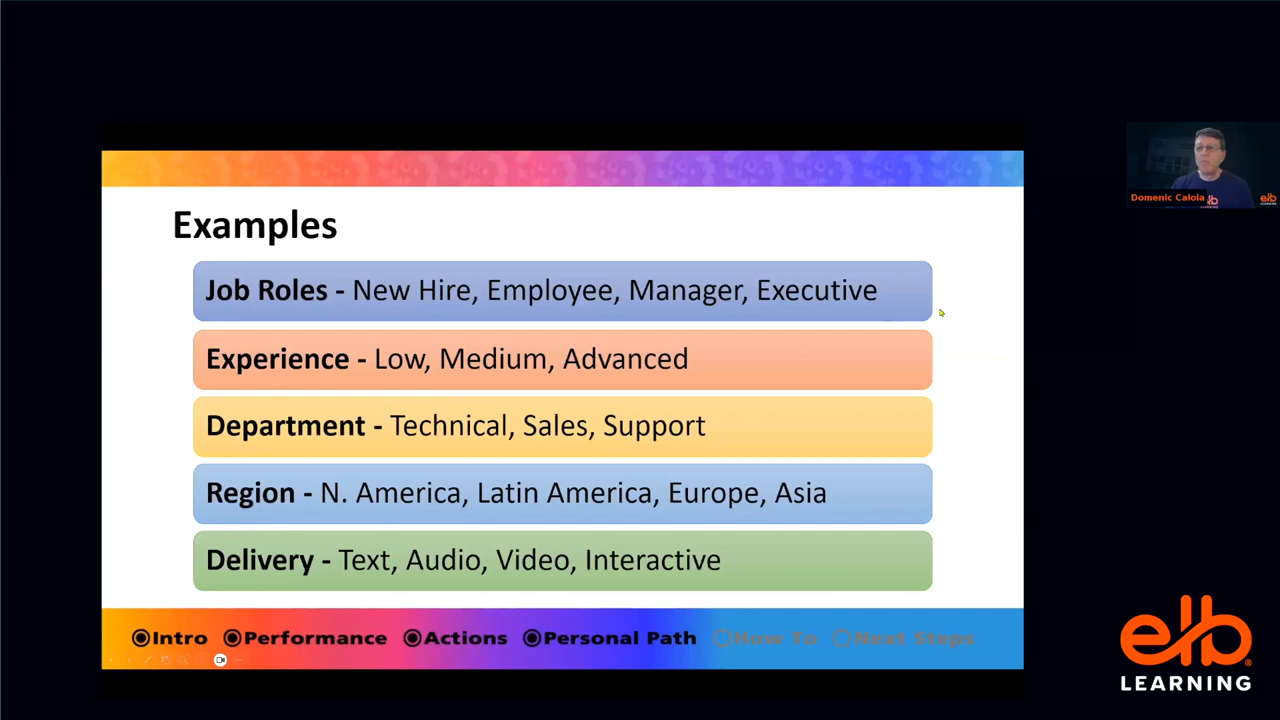 Examples
Job Roles - New Hire, Employee, Manager, Executive
Experience - Low, Medium, Advanced
Department - Technical, Sales, Support
Region - N. America, Latin America, Europe, Asia
Delivery - Text, Audio, Video, Interactive
Intro Performance Actions Personal Path How To Next Steps
Domenic Caloia
elb
elb
LEARNING